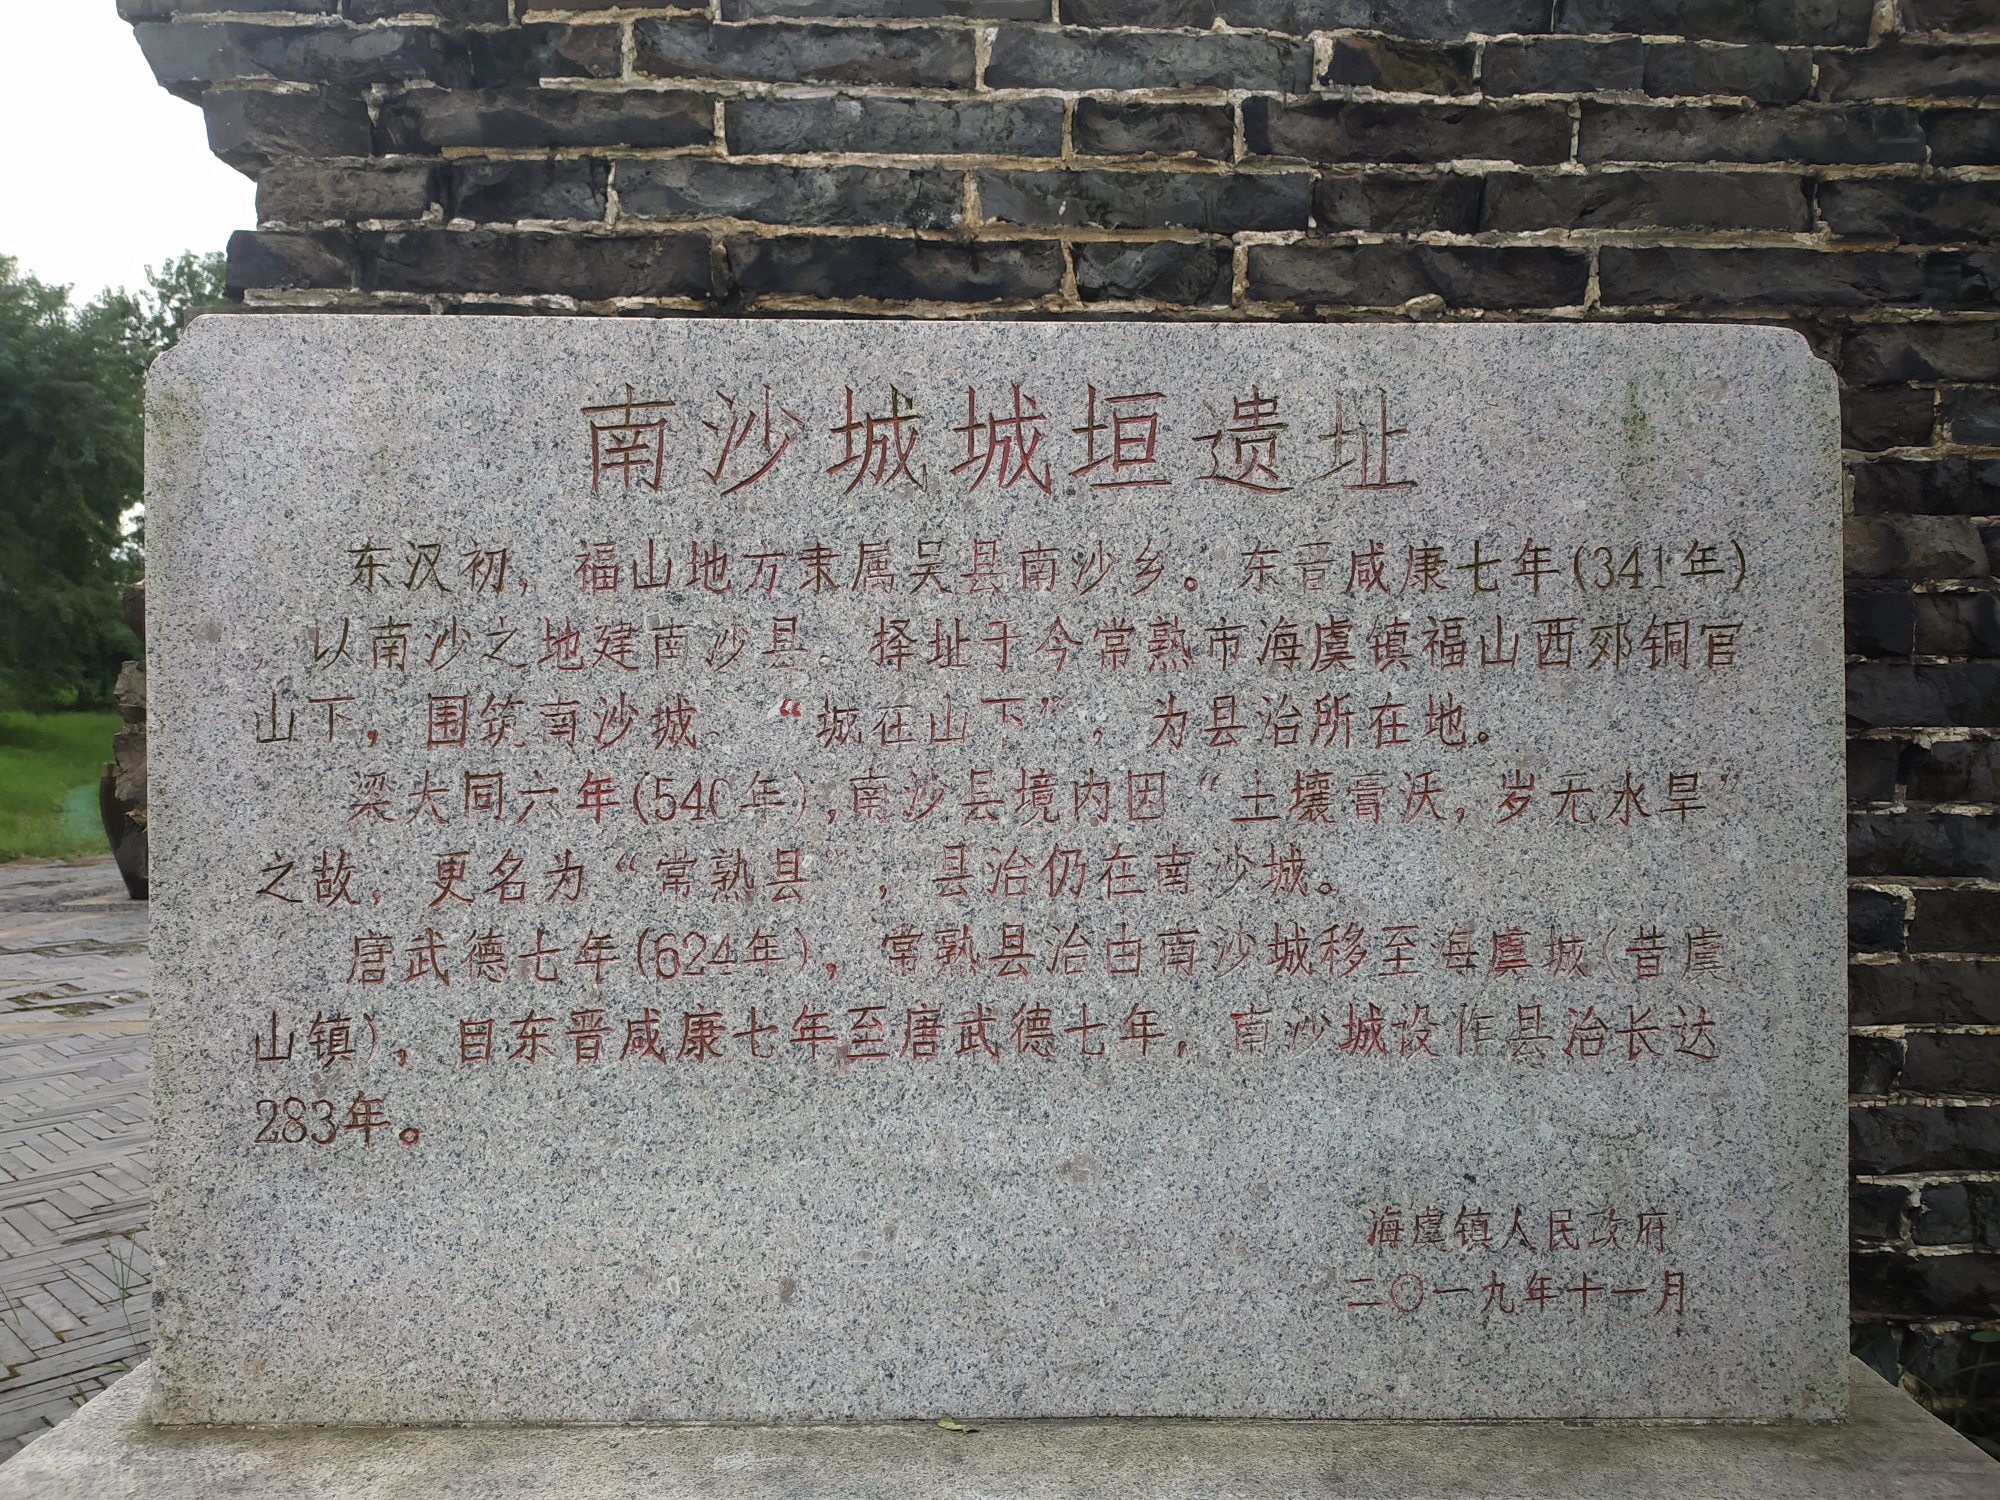 南沙城城垣遗址
东汉初，福山地方隶属吴县南沙乡。东晋咸康七年(341年)
以南沙之地建南沙县。择址于今常熟市海虞镇福山西郊铜官
山下，围筑南沙城。“城在山下”，为县治所在地。
梁大同六年(540年)，南沙县境内因“土壤膏沃，岁无水旱”
之故，更名为“常熟县”，县治仍在南沙城。
唐武德七年(624年)，常熟县治由南沙城移至海虞城(昔虞
山镇)，自东晋咸康七年至唐武德七年，南沙城设作县治长达
283年。
海虞镇人民政府
二〇一九年十一月